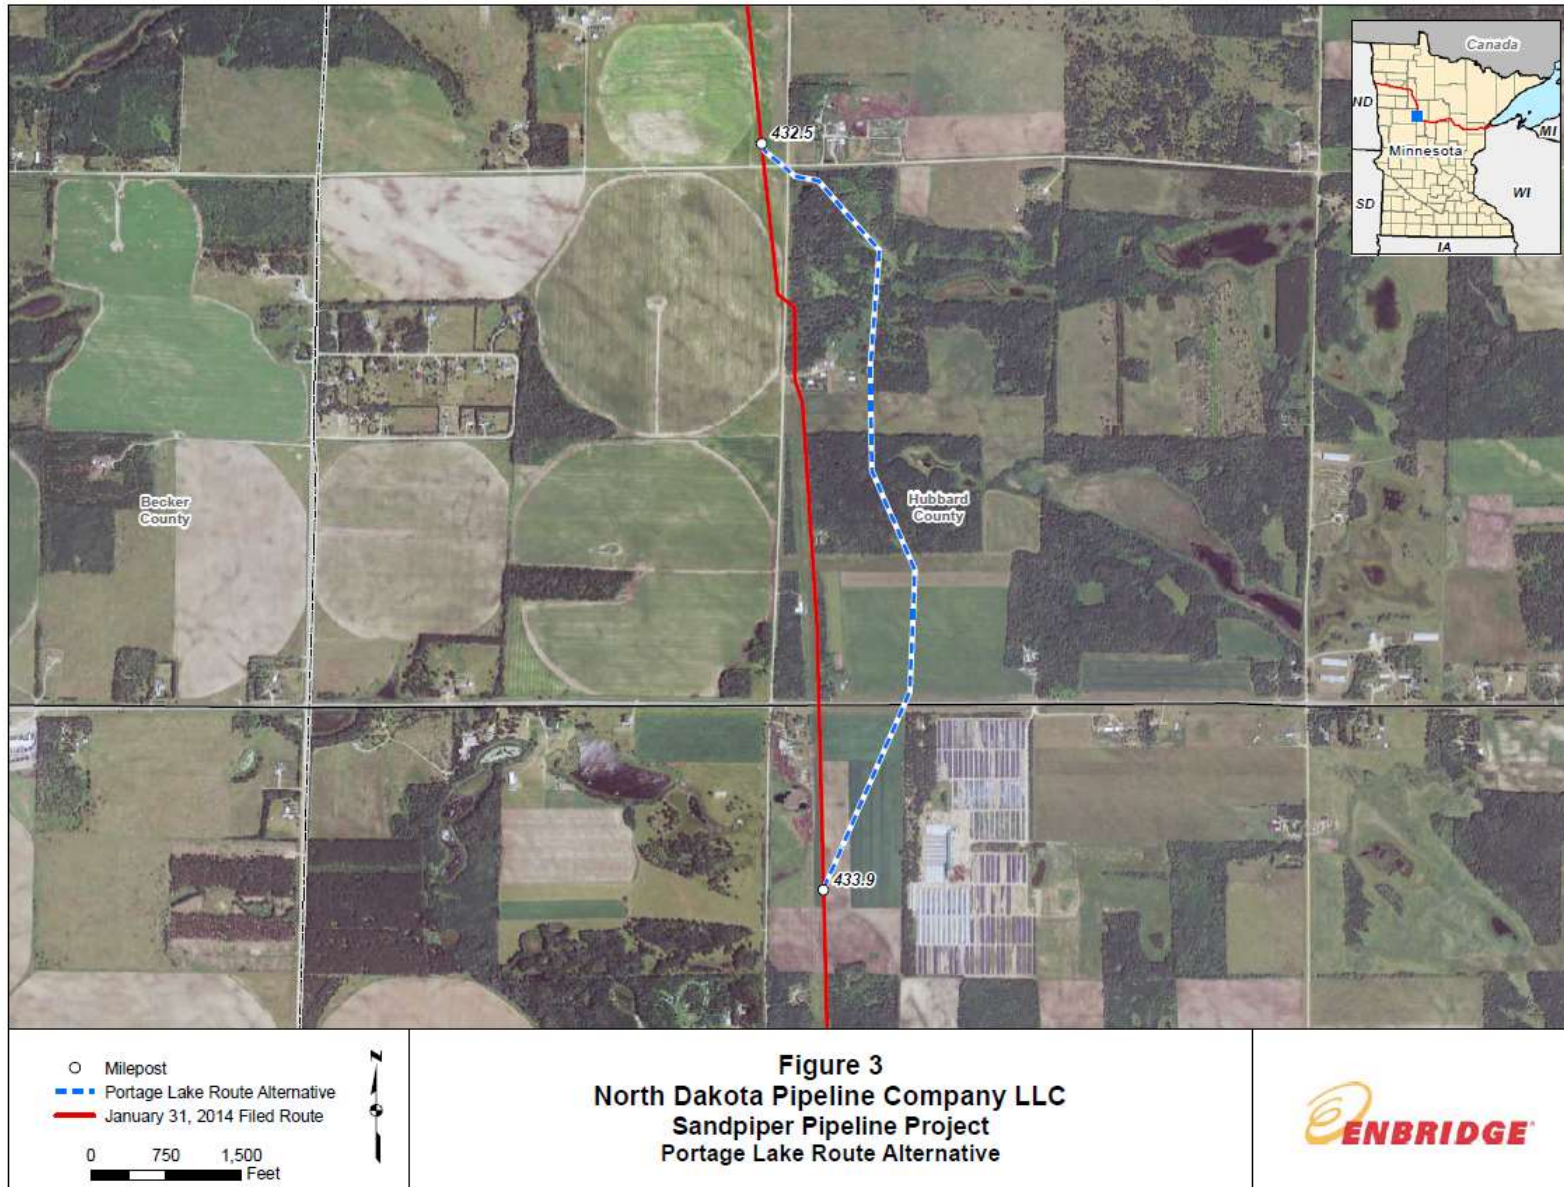 Canada
ND
MI
Minnesota
SD
WI
IA
432.5
Becker
County
Hubbard
County
433.9
Milepost
Portage Lake Route Alternative
January 31, 2014 Filed Route
0 750 1,500
Feet
N
Figure 3
North Dakota Pipeline Company LLC
Sandpiper Pipeline Project
Portage Lake Route Alternative
ENBRIDGE